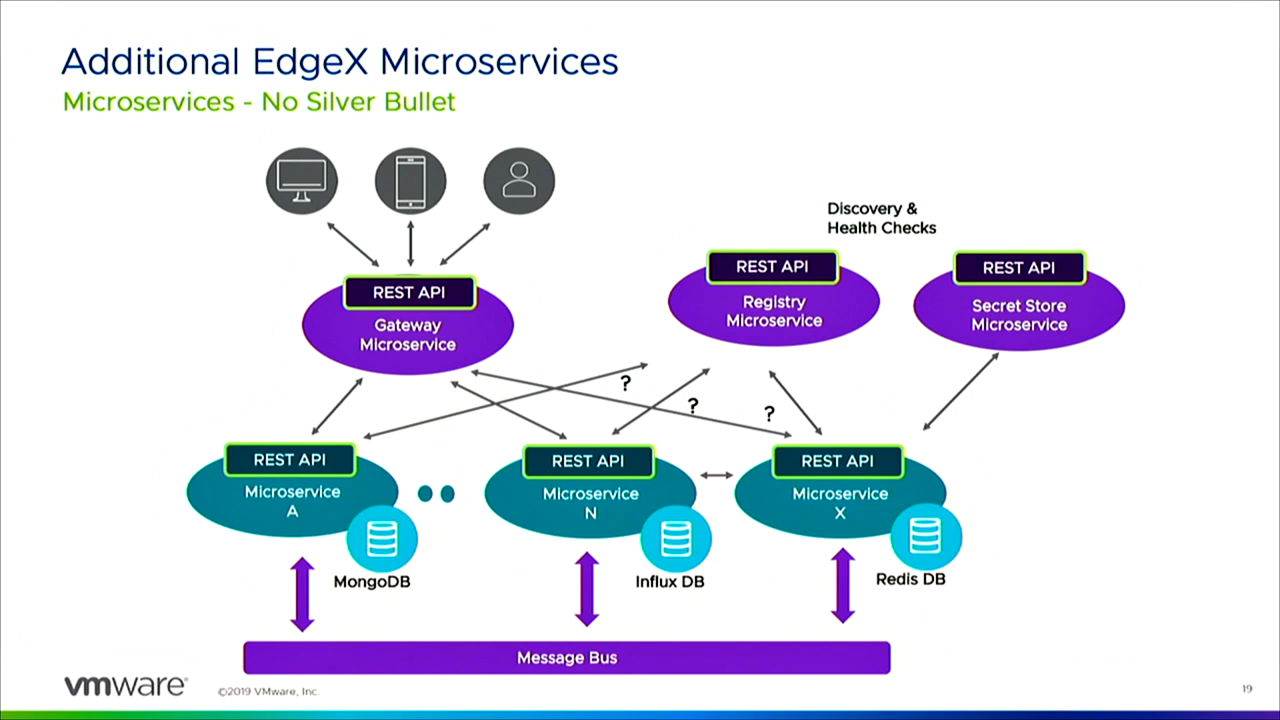 Additional EdgeX Microservices
Microservices - No Silver Bullet
Discovery &
Health Checks
REST API
Gateway
Microservice
REST API
Registry
Microservice
REST API
Secret Store
Microservice
?
?
?
REST API
Microservice
A
REST API
Microservice
N
REST API
Microservice
X
MongoDB
Influx DB
Redis DB
Message Bus
vmware®
©2019 VMware, Inc.
19